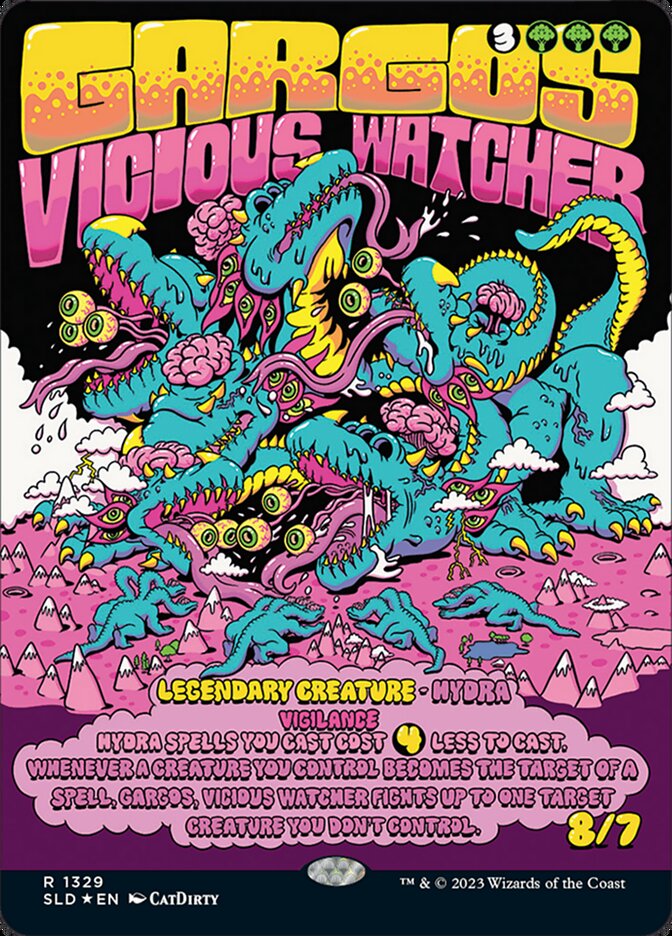 GARGOS 3
VICIOUS WATCHER
LEGENDARY CREATURE - HYDRA
VIGILANCE
HYDRA SPELLS YOU CAST COST 4 LESS TO CAST.
WHENEVER A CREATURE YOU CONTROL BECOMES THE TARGET OF A
SPELL, GARGOS, VICIOUS WATCHER FIGHTS UP TO ONE TARGET
CREATURE YOU DON'T CONTROL.
8/7
R 1329
SLD ★ EN CATDIRTY
™ & © 2023 Wizards of the Coast